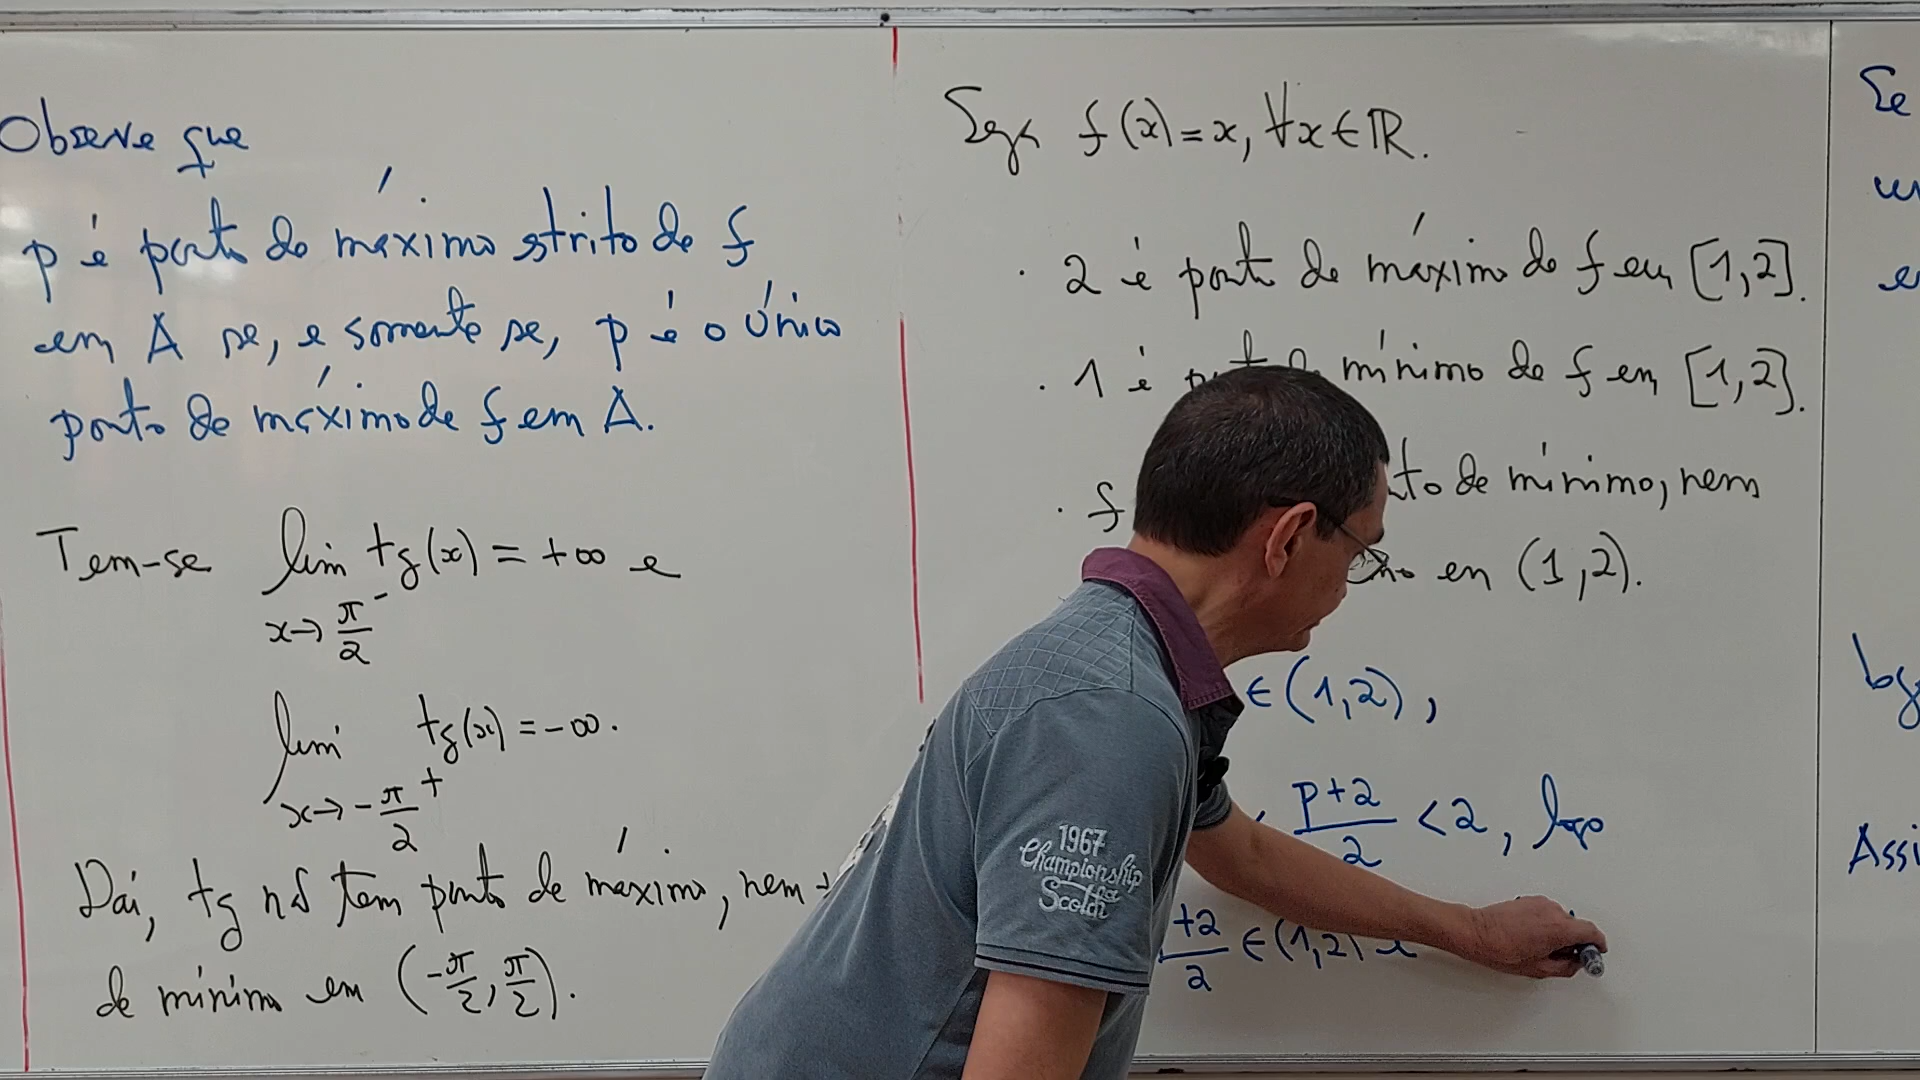 Observe que
p é ponto de máximo strito de f
em A se, e somente se, p é o único
ponto de máximo de f em A.
Tem-se lim tg(x) = +∞ e
x→ π/2 -
lim tg(x) = -∞.
x→ -π/2 +
Daí, tg não tem ponto de máximo, nem
de mínimo em (-π/2, π/2).
Seja f(x) = x, ∀x ∈ ℝ.
· 2 é ponto de máximo de f em [1,2].
· 1 é mínimo de f em [1,2].
· f de mínimo, nem
em (1,2).
∈ (1,2),
p+2/2 < 2, logo
+2/2 ∈ (1,2) e
Se
Assi
1967
Championship